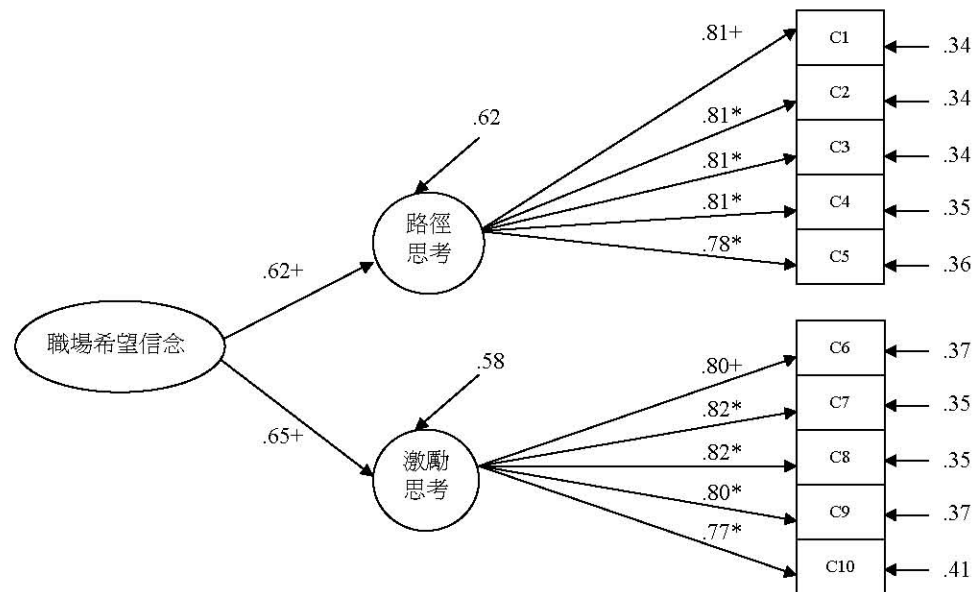 .81+
C1
.34
.81*
C2
.34
.62
.81*
C3
.34
路徑
思考
.81*
C4
.35
.62+
.78*
C5
.36
職場希望信念
.80+
C6
.37
.58
.82*
C7
.35
.65+
激勵
思考
.82*
C8
.35
.80*
C9
.37
.77*
C10
.41